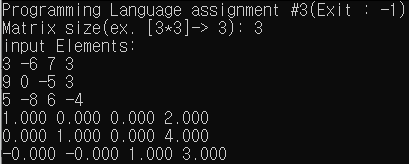 Programming Language assignment #3(Exit : -1)
Matrix size(ex. [3*3]-> 3): 3
input Elements:
3 -6 7 3
9 0 -5 3
5 -8 6 -4
1.000 0.000 0.000 2.000
0.000 1.000 0.000 4.000
-0.000 -0.000 1.000 3.000